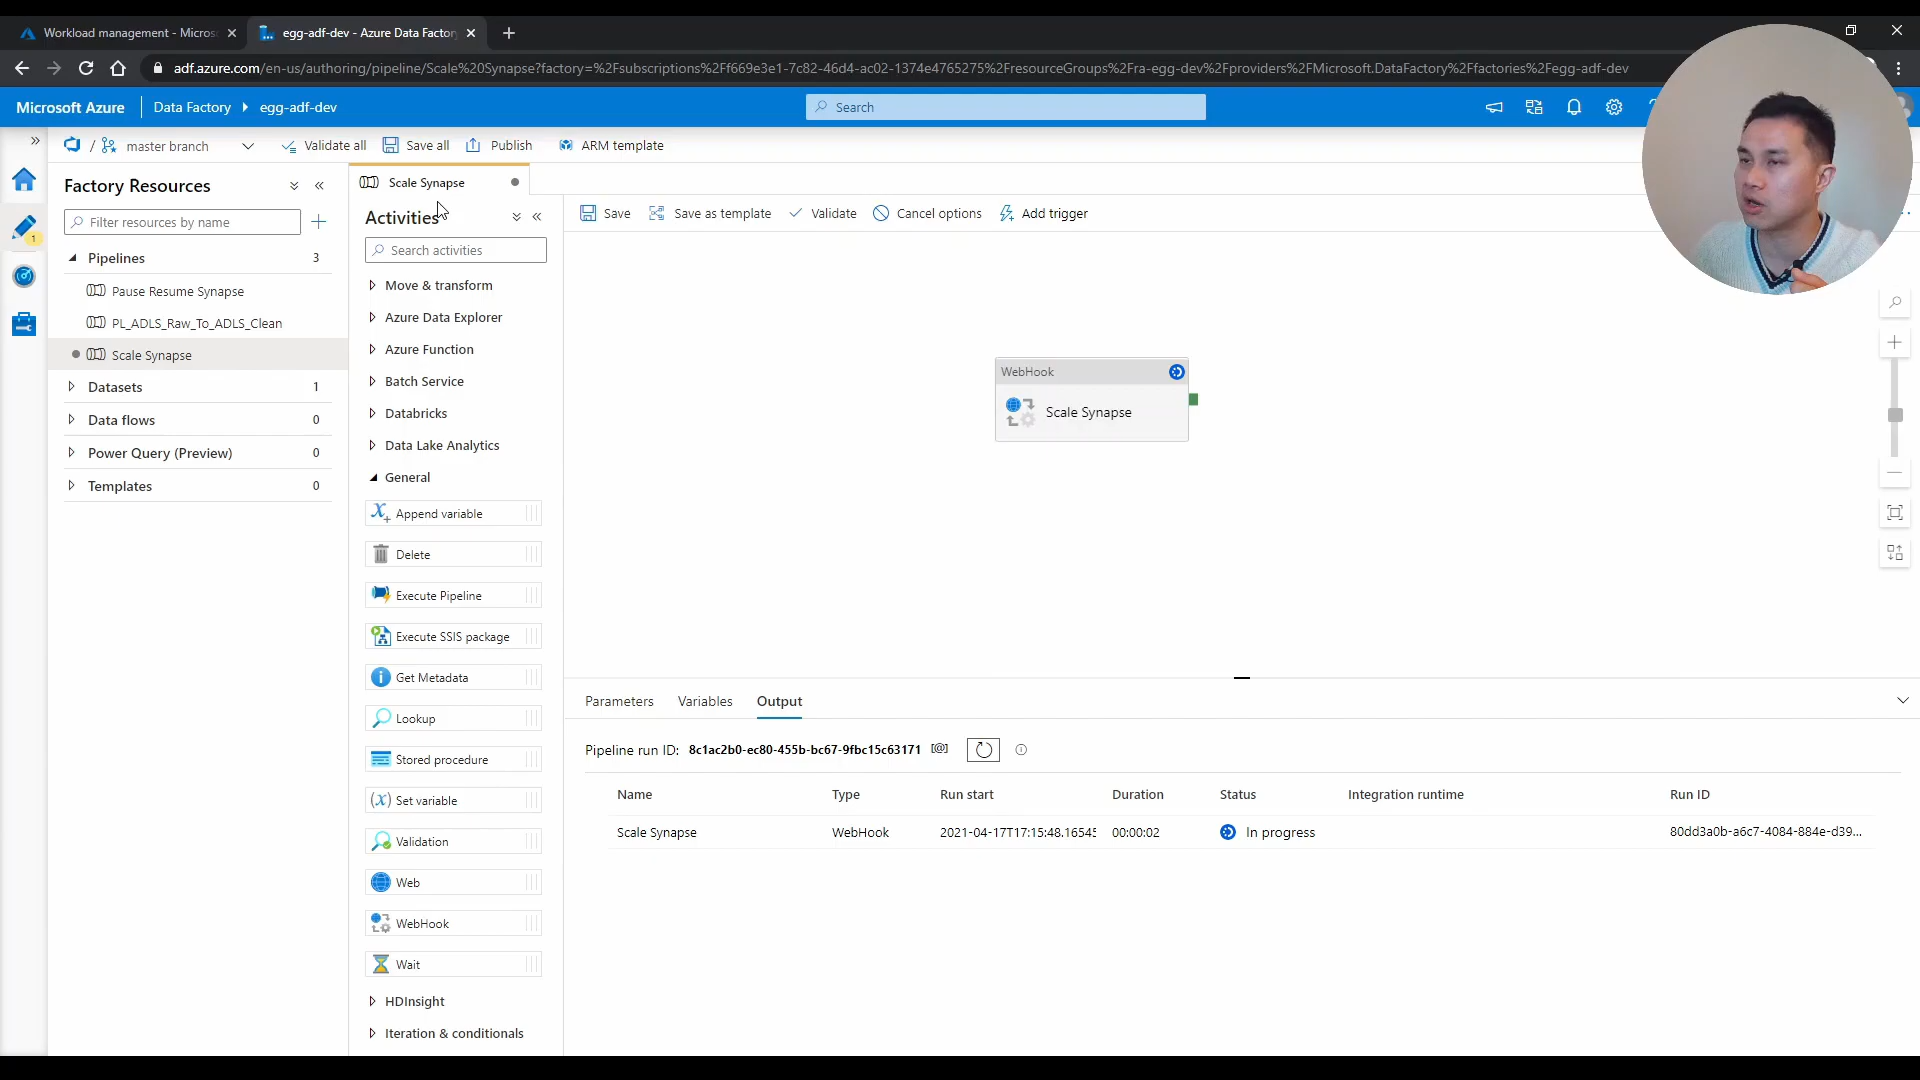 Workload management - Micros
egg-adf-dev - Azure Data Factory
adf.azure.com/en-us/authoring/pipeline/Scale%20Synapse?factory=%2Fsubscriptions%2Ff669e3e1-7c82-46d4-ac02-1374e4765275%2FresourceGroups%2Fra-egg-dev%2Fproviders%2FMicrosoft.DataFactory%2Ffactories%2Fegg-adf-dev
Microsoft Azure
Data Factory
egg-adf-dev
Search
/ master branch
Validate all
Save all
Publish
ARM template
Factory Resources
Filter resources by name
1
Pipelines 3
Pause Resume Synapse
PL_ADLS_Raw_To_ADLS_Clean
Scale Synapse
Datasets 1
Data flows 0
Power Query (Preview) 0
Templates 0
Scale Synapse
Activities
Search activities
Move & transform
Azure Data Explorer
Azure Function
Batch Service
Databricks
Data Lake Analytics
General
Append variable
Delete
Execute Pipeline
Execute SSIS package
Get Metadata
Lookup
Stored procedure
Set variable
Validation
Web
WebHook
Wait
HDInsight
Iteration & conditionals
Save
Save as template
Validate
Cancel options
Add trigger
WebHook
Scale Synapse
Parameters
Variables
Output
Pipeline run ID: 8c1ac2b0-ec80-455b-bc67-9fbc15c63171
Name Type Run start Duration Status Integration runtime Run ID
Scale Synapse WebHook 2021-04-17T17:15:48.16545 00:00:02 In progress 80dd3a0b-a6c7-4084-884e-d39...